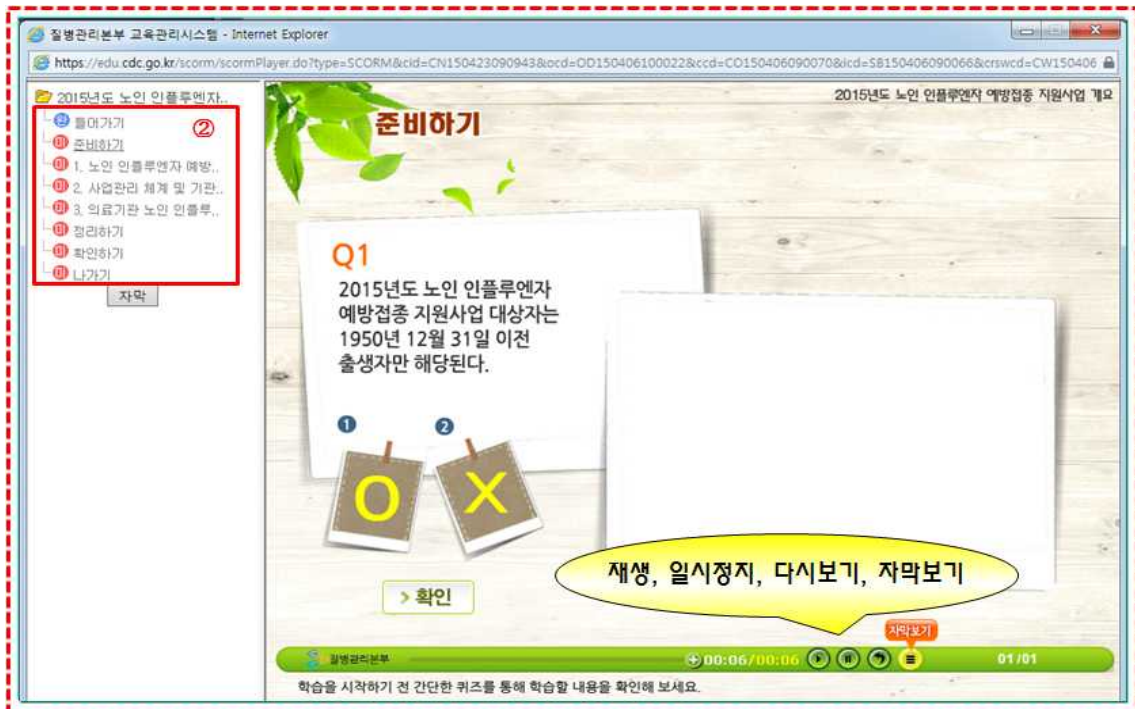 질병관리본부 교육관리시스템 - Internet Explorer
https://edu.cdc.go.kr/scorm/scormPlayer.do?type=SCORM&cid=CN150423090943&ocd=OD150406100022&ccd=CO150406090070&icd=SB150406090066&crswcd=CW150406
2015년도 노인 인플루엔자..
완 들어가기
②
미 준비하기
미 1. 노인 인플루엔자 예방..
미 2. 사업관리 체계 및 기관..
미 3. 의료기관 노인 인플루..
미 정리하기
미 확인하기
미 나가기
자막
2015년도 노인 인플루엔자 예방접종 지원사업 개요
준비하기
Q1
2015년도 노인 인플루엔자
예방접종 지원사업 대상자는
1950년 12월 31일 이전
출생자만 해당된다.
1 2
O X
> 확인
재생, 일시정지, 다시보기, 자막보기
자막보기
질병관리본부
00:06/00:06
01/01
학습을 시작하기 전 간단한 퀴즈를 통해 학습할 내용을 확인해 보세요.